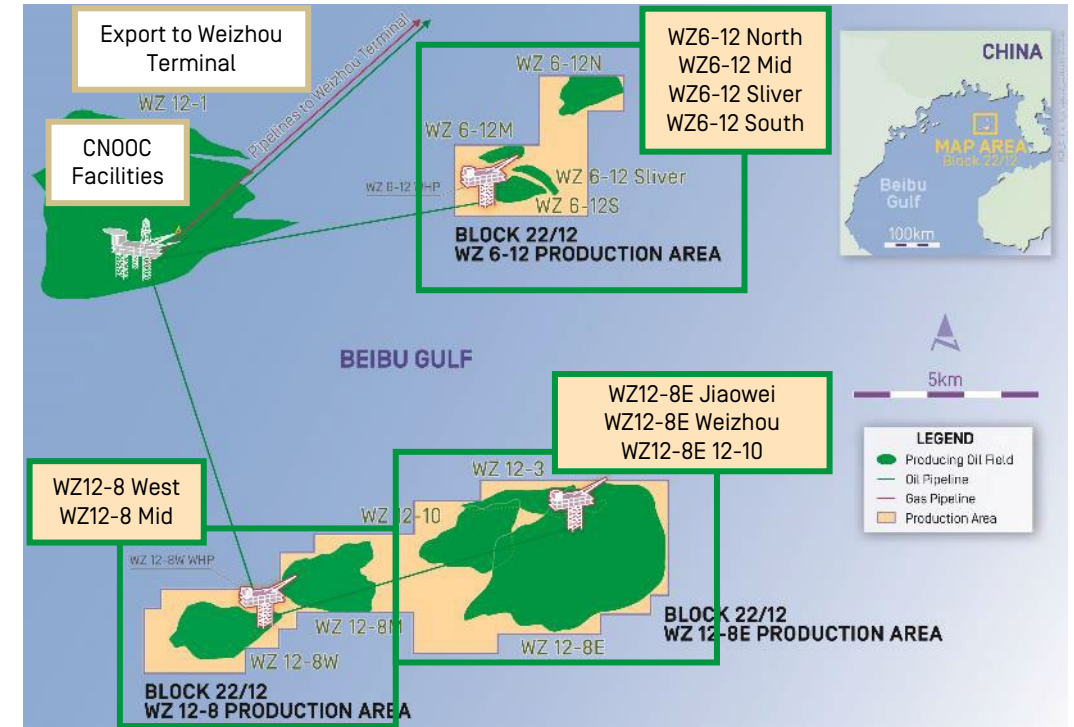 Export to Weizhou
Terminal
WZ 12-1
CNOOC
Facilities
Pipelines to Weizhou Terminal
WZ6-12 North
WZ6-12 Mid
WZ6-12 Sliver
WZ6-12 South
WZ 6-12N
WZ 6-12M
WZ 6-12 WHP
WZ 6-12 Sliver
WZ 6-12S
BLOCK 22/12
WZ 6-12 PRODUCTION AREA
CHINA
MAP AREA
Block 22/12
Beibu
Gulf
100km
BEIBU GULF
5km
LEGEND
Producing Oil Field
Oil Pipeline
Gas Pipeline
Production Area
WZ12-8E Jiaowei
WZ12-8E Weizhou
WZ12-8E 12-10
WZ12-8 West
WZ12-8 Mid
WZ 12-3
WZ 12-10
WZ 12-8W WHP
WZ 12-8M
WZ 12-8W
WZ 12-8E
BLOCK 22/12
WZ 12-8E PRODUCTION AREA
BLOCK 22/12
WZ 12-8 PRODUCTION AREA